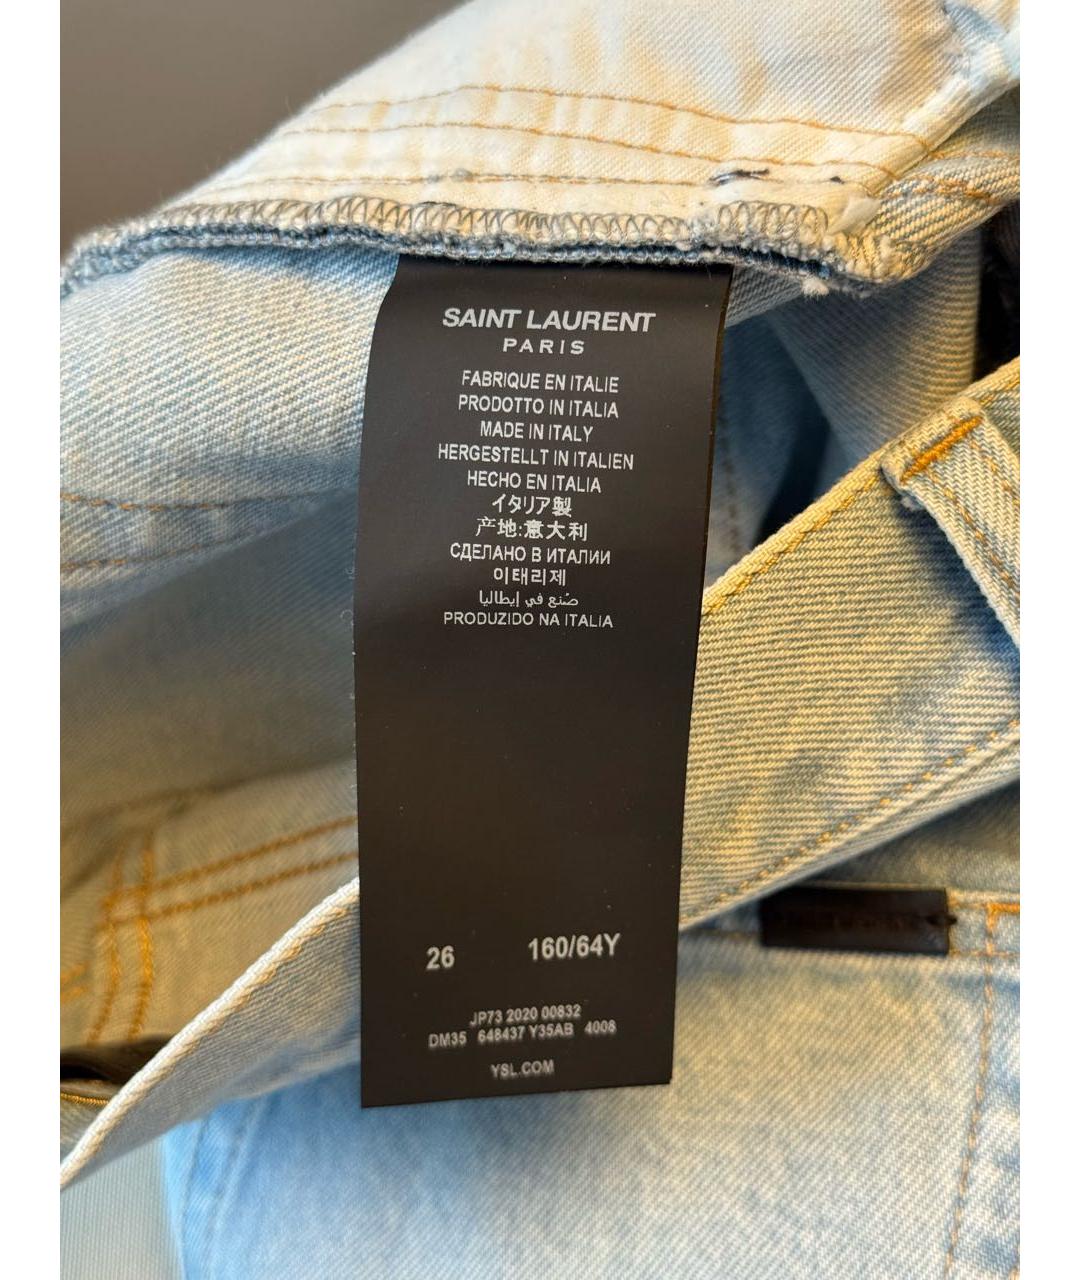 SAINT LAURENT
PARIS
FABRIQUE EN ITALIE
PRODOTTO IN ITALIA
MADE IN ITALY
HERGESTELLT IN ITALIEN
HECHO EN ITALIA
イタリア製
产地:意大利
СДЕЛАНО В ИТАЛИИ
이태리제
صُنع في إيطاليا
PRODUZIDO NA ITALIA
26 160/64Y
JP73 2020 00832
DM35 648437 Y35AB 4008
YSL.COM